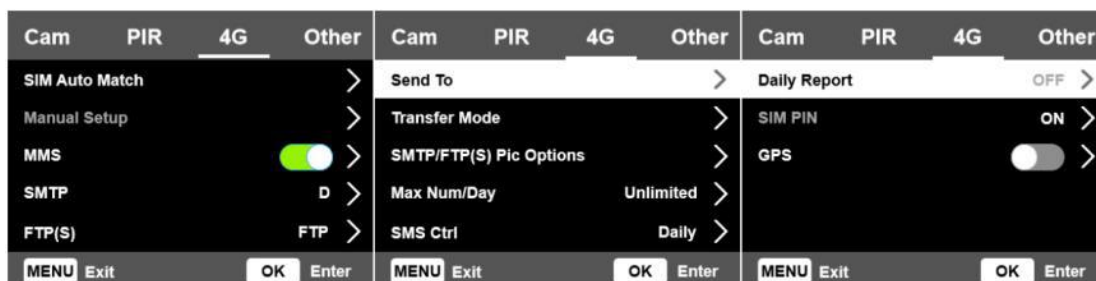 Cam PIR 4G Other
SIM Auto Match
Manual Setup
MMS
SMTP D
FTP(S) FTP
MENU Exit OK Enter
Cam PIR 4G Other
Send To
Transfer Mode
SMTP/FTP(S) Pic Options
Max Num/Day Unlimited
SMS Ctrl Daily
MENU Exit OK Enter
Cam PIR 4G Other
Daily Report OFF
SIM PIN ON
GPS
MENU Exit OK Enter